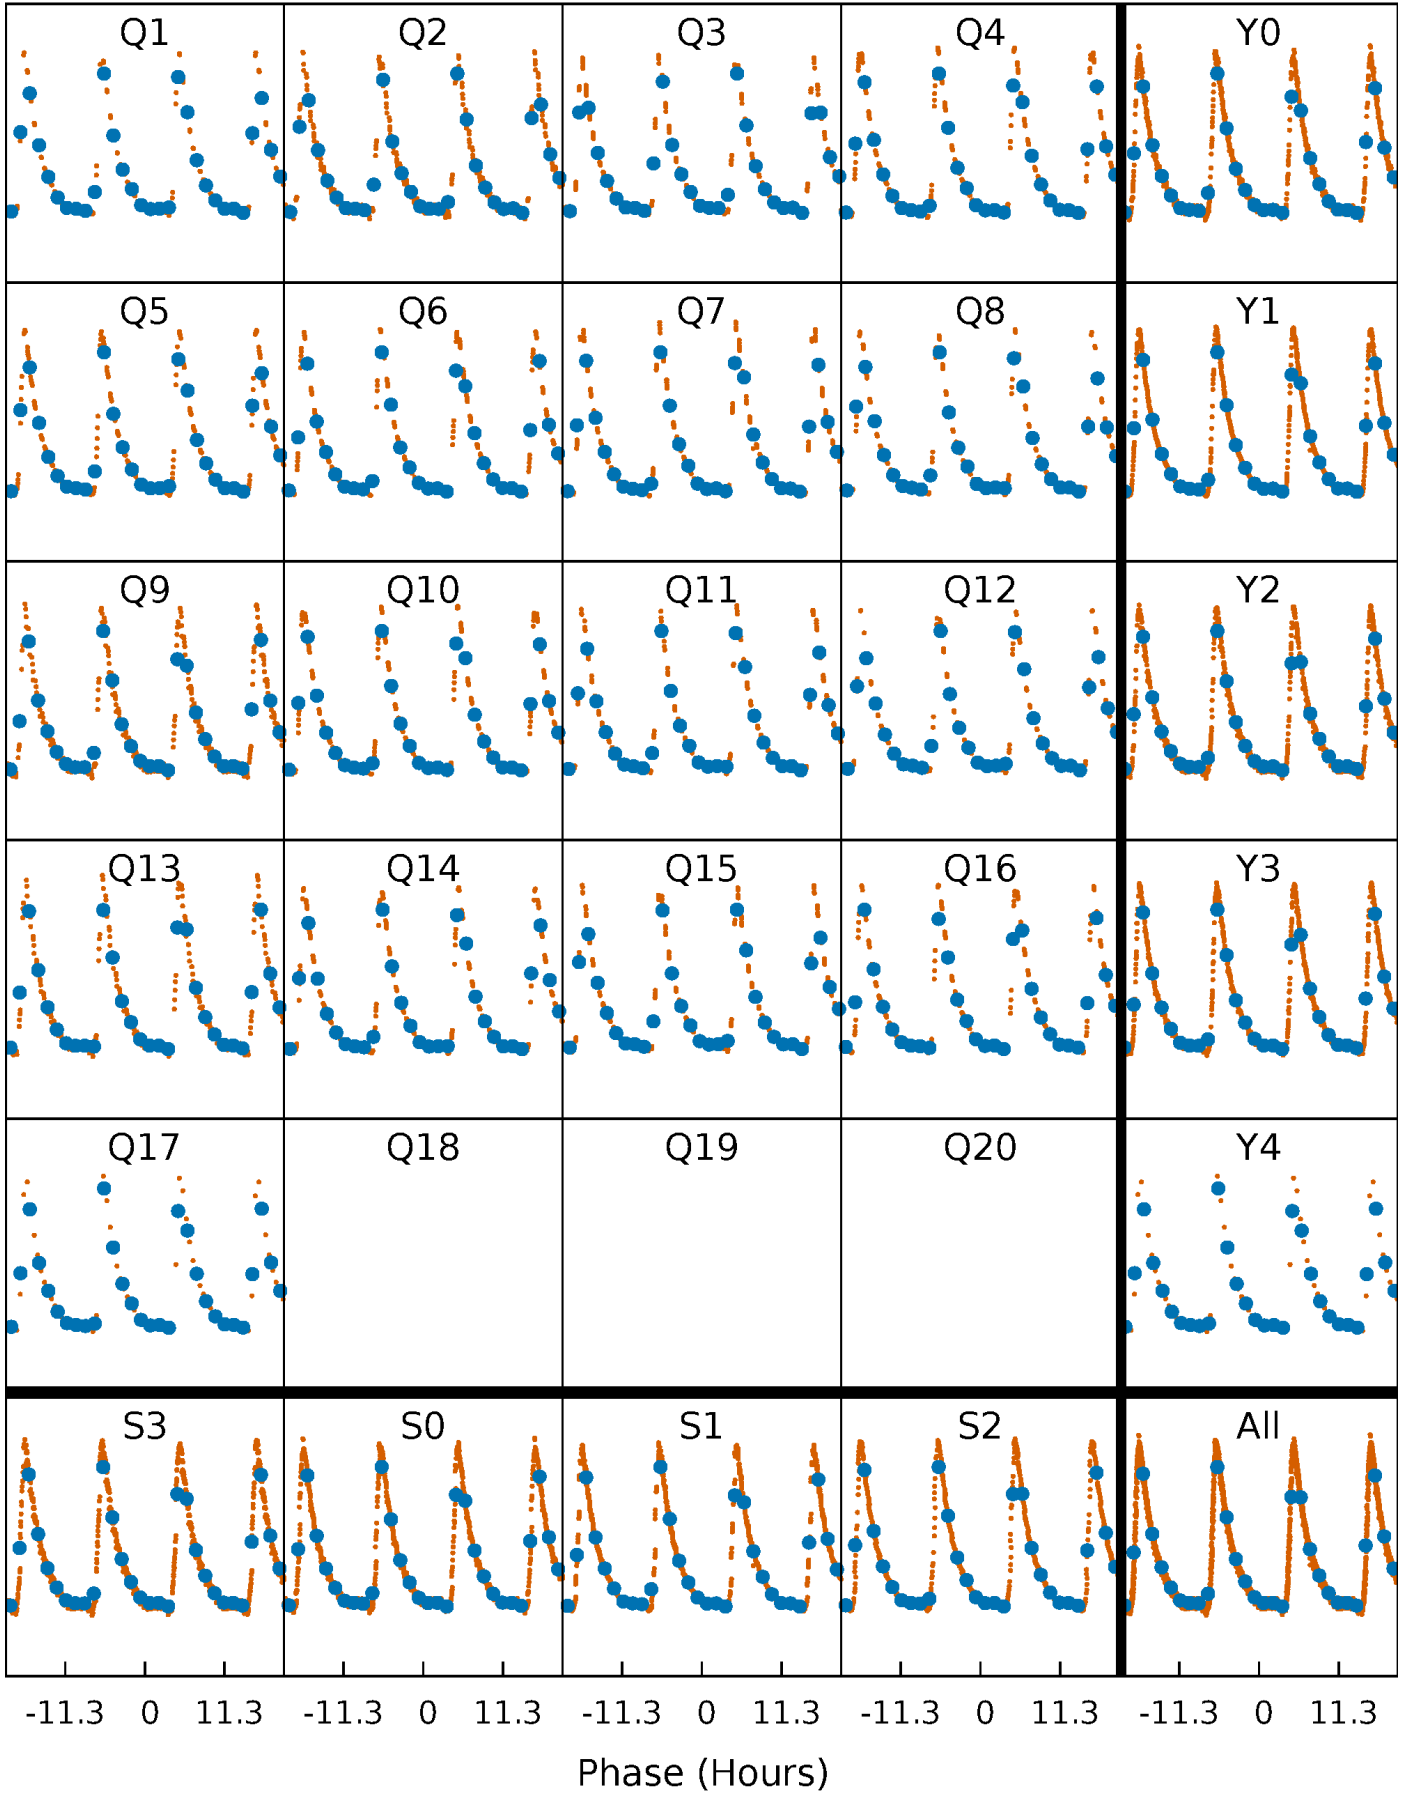 Q1 Q2 Q3 Q4 Y0
Q5 Q6 Q7 Q8 Y1
Q9 Q10 Q11 Q12 Y2
Q13 Q14 Q15 Q16 Y3
Q17 Q18 Q19 Q20 Y4
S3 S0 S1 S2 All
-11.3 0 11.3 -11.3 0 11.3 -11.3 0 11.3 -11.3 0 11.3 -11.3 0 11.3
Phase (Hours)